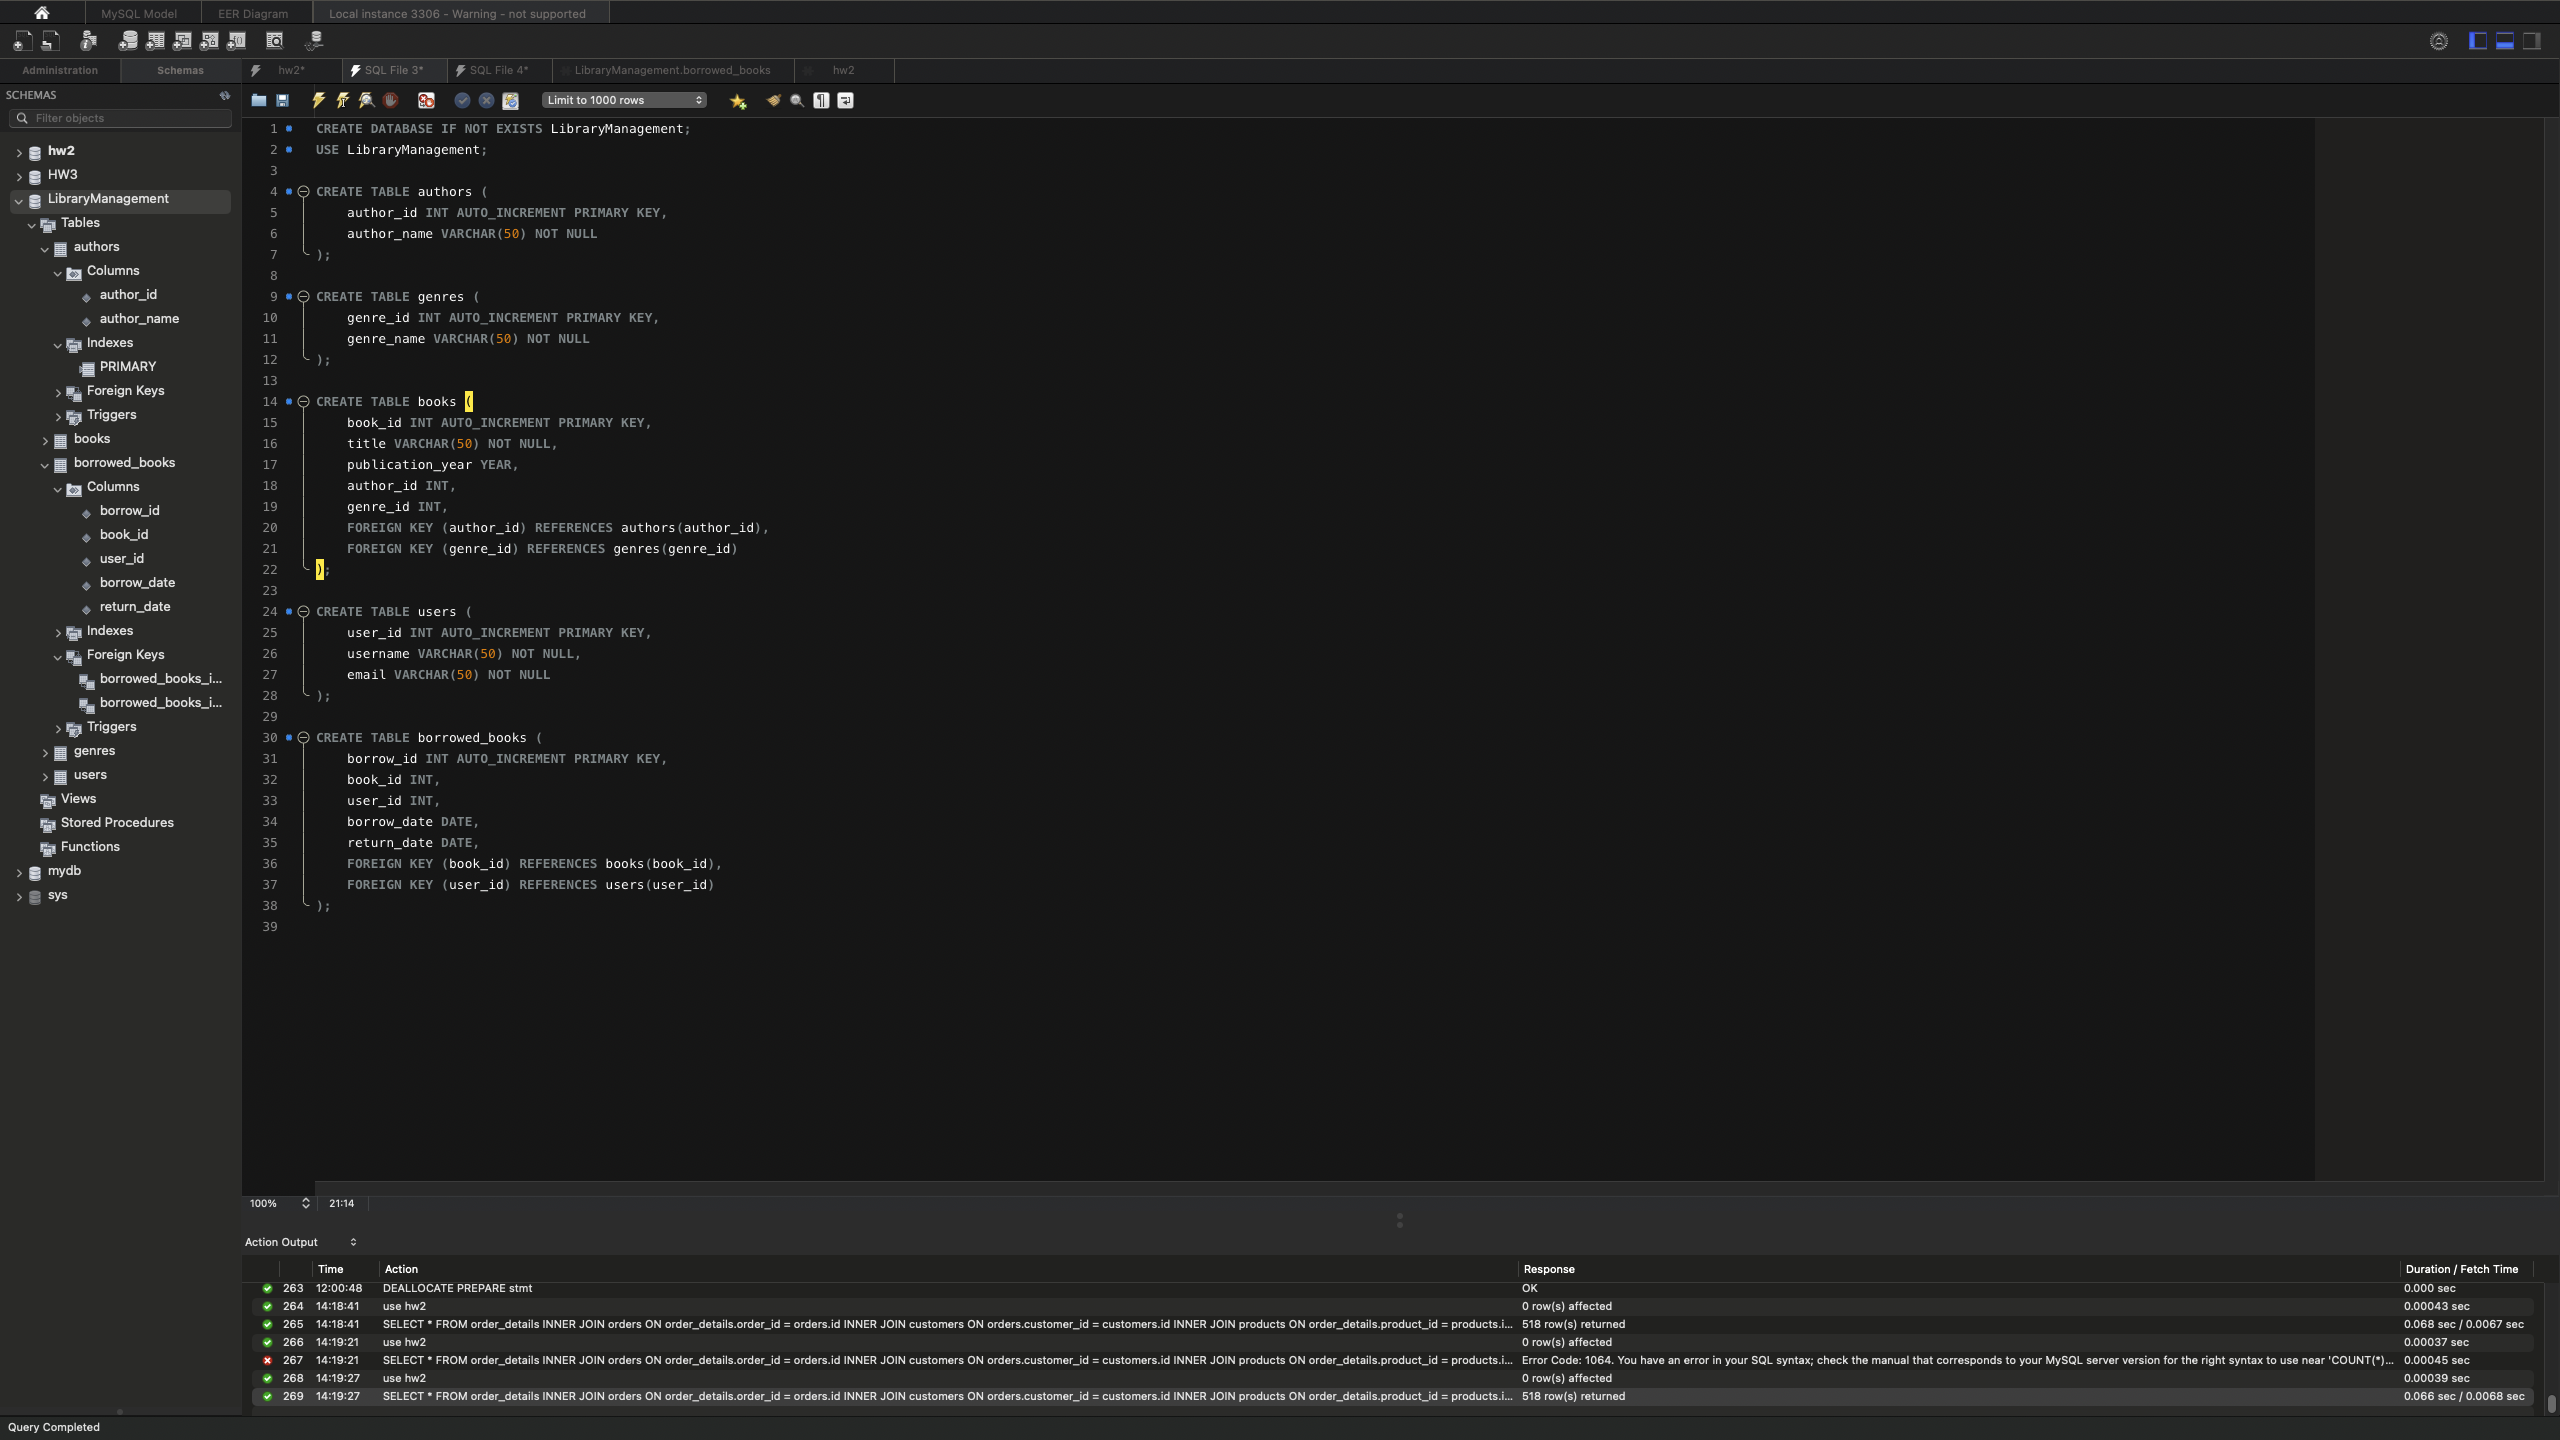 MySQL Model EER Diagram Local instance 3306 - Warning - not supported
Administration Schemas hw2* SQL File 3* SQL File 4* LibraryManagement.borrowed_books hw2
SCHEMAS
Limit to 1000 rows
Filter objects
hw2
HW3
LibraryManagement
Tables
authors
Columns
author_id
author_name
Indexes
PRIMARY
Foreign Keys
Triggers
books
borrowed_books
Columns
borrow_id
book_id
user_id
borrow_date
return_date
Indexes
Foreign Keys
borrowed_books_i...
borrowed_books_i...
Triggers
genres
users
Views
Stored Procedures
Functions
mydb
sys
1 CREATE DATABASE IF NOT EXISTS LibraryManagement;
2 USE LibraryManagement;
3
4 CREATE TABLE authors (
5 author_id INT AUTO_INCREMENT PRIMARY KEY,
6 author_name VARCHAR(50) NOT NULL
7 );
8
9 CREATE TABLE genres (
10 genre_id INT AUTO_INCREMENT PRIMARY KEY,
11 genre_name VARCHAR(50) NOT NULL
12 );
13
14 CREATE TABLE books (
15 book_id INT AUTO_INCREMENT PRIMARY KEY,
16 title VARCHAR(50) NOT NULL,
17 publication_year YEAR,
18 author_id INT,
19 genre_id INT,
20 FOREIGN KEY (author_id) REFERENCES authors(author_id),
21 FOREIGN KEY (genre_id) REFERENCES genres(genre_id)
22 );
23
24 CREATE TABLE users (
25 user_id INT AUTO_INCREMENT PRIMARY KEY,
26 username VARCHAR(50) NOT NULL,
27 email VARCHAR(50) NOT NULL
28 );
29
30 CREATE TABLE borrowed_books (
31 borrow_id INT AUTO_INCREMENT PRIMARY KEY,
32 book_id INT,
33 user_id INT,
34 borrow_date DATE,
35 return_date DATE,
36 FOREIGN KEY (book_id) REFERENCES books(book_id),
37 FOREIGN KEY (user_id) REFERENCES users(user_id)
38 );
39
100% 21:14
Action Output
Time Action Response Duration / Fetch Time
263 12:00:48 DEALLOCATE PREPARE stmt OK 0.000 sec
264 14:18:41 use hw2 0 row(s) affected 0.00043 sec
265 14:18:41 SELECT * FROM order_details INNER JOIN orders ON order_details.order_id = orders.id INNER JOIN customers ON orders.customer_id = customers.id INNER JOIN products ON order_details.product_id = products.i... 518 row(s) returned 0.068 sec / 0.0067 sec
266 14:19:21 use hw2 0 row(s) affected 0.00037 sec
267 14:19:21 SELECT * FROM order_details INNER JOIN orders ON order_details.order_id = orders.id INNER JOIN customers ON orders.customer_id = customers.id INNER JOIN products ON order_details.product_id = products.i... Error Code: 1064. You have an error in your SQL syntax; check the manual that corresponds to your MySQL server version for the right syntax to use near 'COUNT(*)... 0.00045 sec
268 14:19:27 use hw2 0 row(s) affected 0.00039 sec
269 14:19:27 SELECT * FROM order_details INNER JOIN orders ON order_details.order_id = orders.id INNER JOIN customers ON orders.customer_id = customers.id INNER JOIN products ON order_details.product_id = products.i... 518 row(s) returned 0.066 sec / 0.0068 sec
Query Completed